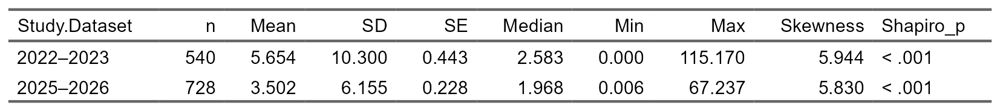 Study.Dataset n Mean SD SE Median Min Max Skewness Shapiro_p
2022–2023 540 5.654 10.300 0.443 2.583 0.000 115.170 5.944 < .001
2025–2026 728 3.502 6.155 0.228 1.968 0.006 67.237 5.830 < .001